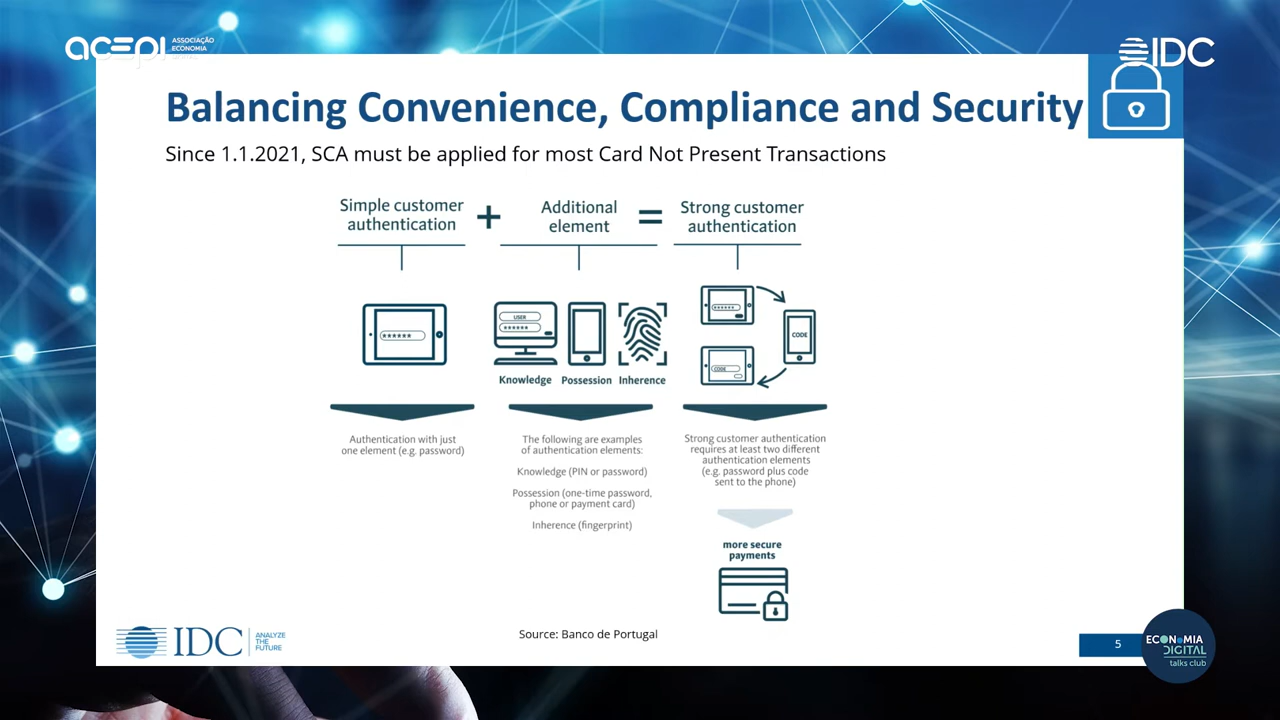 acepi ASSOCIAÇÃO
ECONOMIA
IDC
Balancing Convenience, Compliance and Security
Since 1.1.2021, SCA must be applied for most Card Not Present Transactions
Simple customer
authentication
+
Additional
element
=
Strong customer
authentication
******
USER
******
Knowledge
Possession
Inherence
******
CODE
CODE
Authentication with just
one element (e.g. password)
The following are examples
of authentication elements:
Knowledge (PIN or password)
Possession (one-time password,
phone or payment card)
Inherence (fingerprint)
Strong customer authentication
requires at least two different
authentication elements
(e.g. password plus code
sent to the phone)
more secure
payments
Source: Banco de Portugal
IDC
ANALYZE
THE
FUTURE
5
ECONOMIA
DIGITAL
talks club